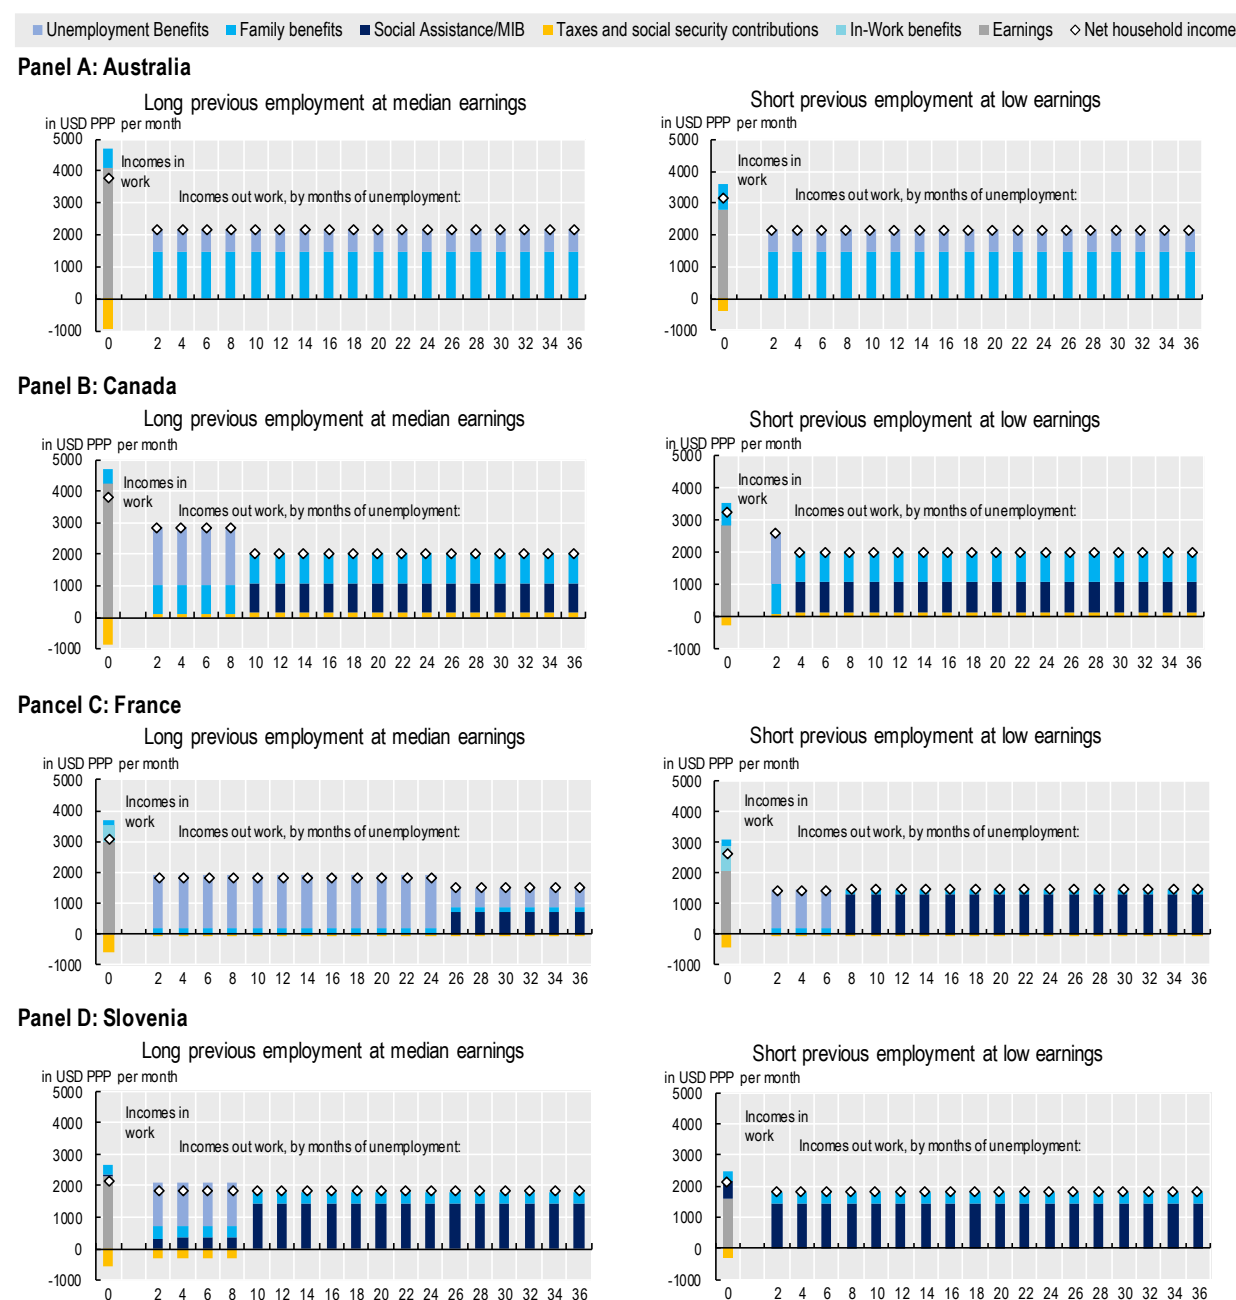 Unemployment Benefits Family benefits Social Assistance/MIB Taxes and social security contributions In-Work benefits Earnings Net household income
Panel A: Australia
Long previous employment at median earnings
in USD PPP per month
5000
4000
3000
2000
1000
0
-1000
Incomes in
work
Incomes out work, by months of unemployment:
0 2 4 6 8 10 12 14 16 18 20 22 24 26 28 30 32 34 36
Short previous employment at low earnings
in USD PPP per month
5000
4000
3000
2000
1000
0
-1000
Incomes in
work
Incomes out work, by months of unemployment:
0 2 4 6 8 10 12 14 16 18 20 22 24 26 28 30 32 34 36
Panel B: Canada
Long previous employment at median earnings
in USD PPP per month
5000
4000
3000
2000
1000
0
-1000
Incomes in
work
Incomes out work, by months of unemployment:
0 2 4 6 8 10 12 14 16 18 20 22 24 26 28 30 32 34 36
Short previous employment at low earnings
in USD PPP per month
5000
4000
3000
2000
1000
0
-1000
Incomes in
work
Incomes out work, by months of unemployment:
0 2 4 6 8 10 12 14 16 18 20 22 24 26 28 30 32 34 36
Pancel C: France
Long previous employment at median earnings
in USD PPP per month
5000
4000
3000
2000
1000
0
-1000
Incomes in
work
Incomes out work, by months of unemployment:
0 2 4 6 8 10 12 14 16 18 20 22 24 26 28 30 32 34 36
Short previous employment at low earnings
in USD PPP per month
5000
4000
3000
2000
1000
0
-1000
Incomes in
work
Incomes out work, by months of unemployment:
0 2 4 6 8 10 12 14 16 18 20 22 24 26 28 30 32 34 36
Panel D: Slovenia
Long previous employment at median earnings
in USD PPP per month
5000
4000
3000
2000
1000
0
-1000
Incomes in
work
Incomes out work, by months of unemployment:
0 2 4 6 8 10 12 14 16 18 20 22 24 26 28 30 32 34 36
Short previous employment at low earnings
in USD PPP per month
5000
4000
3000
2000
1000
0
-1000
Incomes in
work
Incomes out work, by months of unemployment:
0 2 4 6 8 10 12 14 16 18 20 22 24 26 28 30 32 34 36